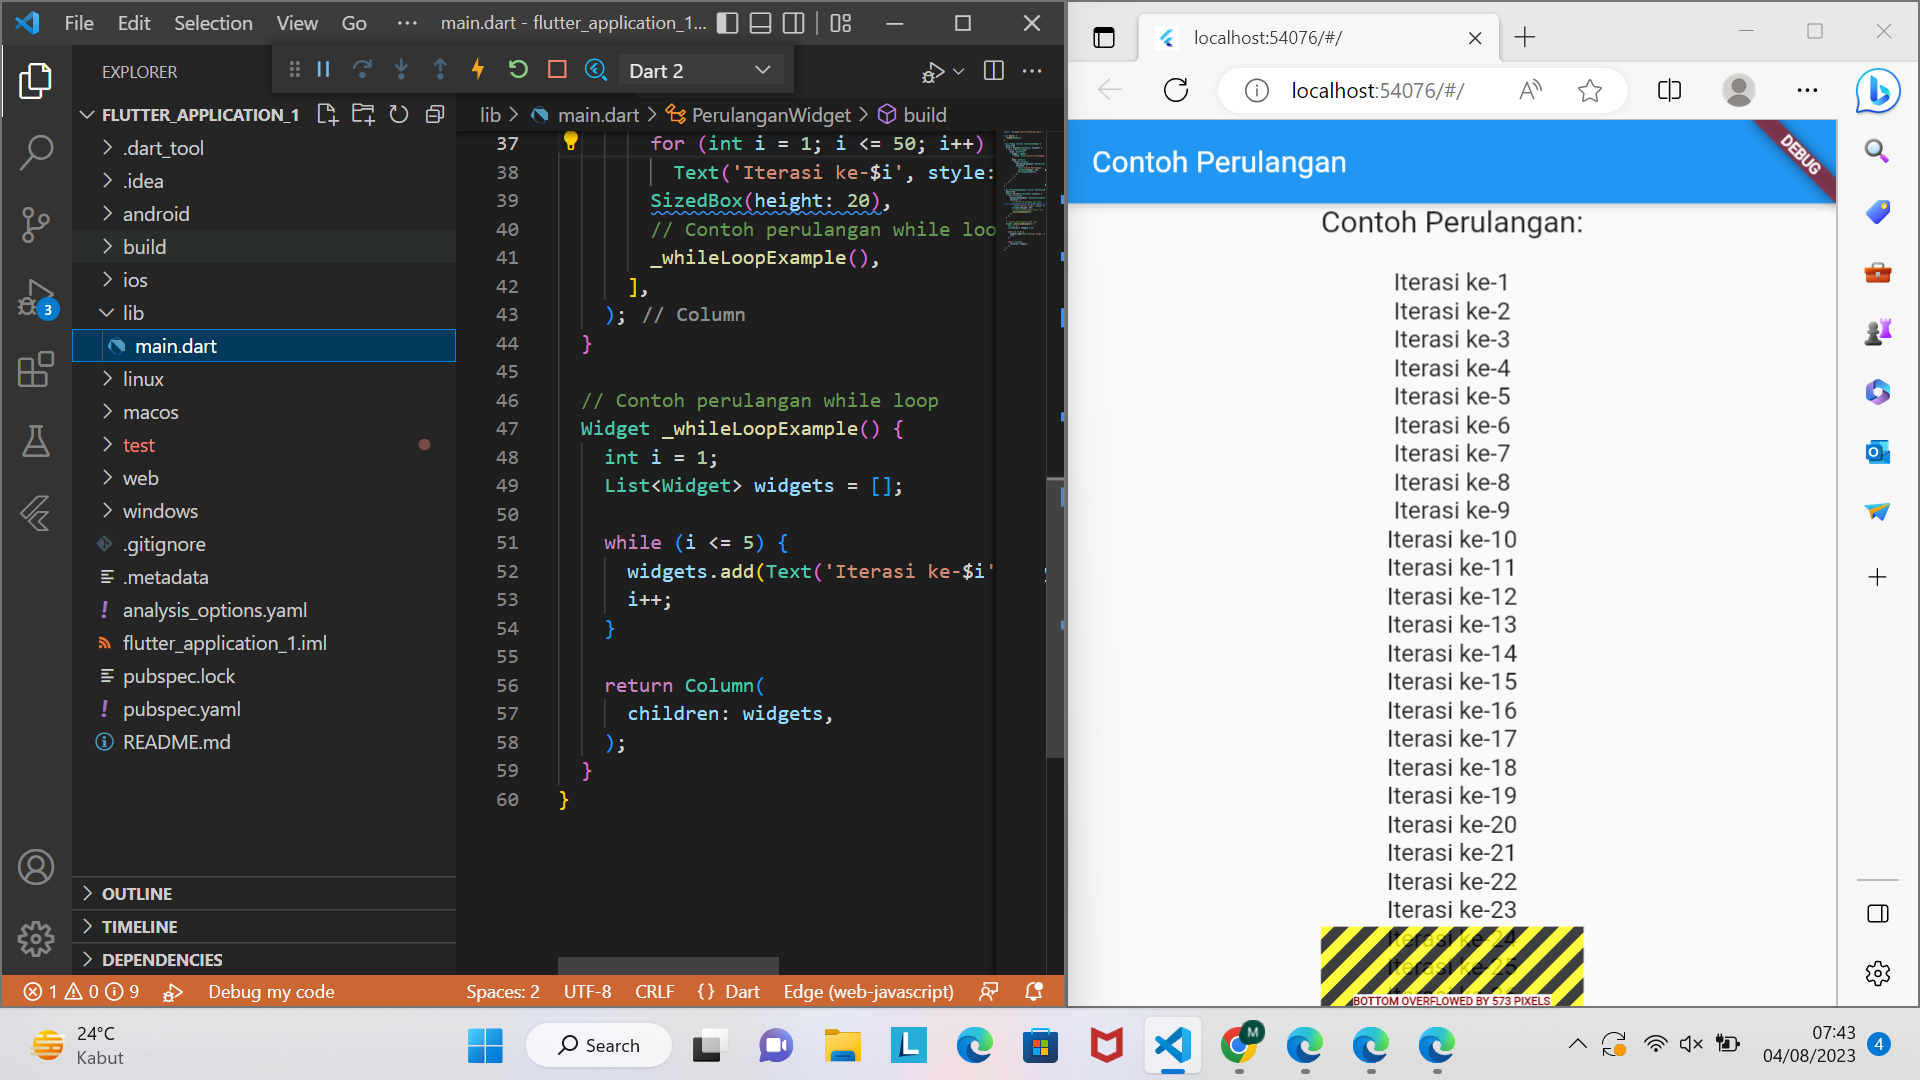 File Edit Selection View Go ··· main.dart - flutter_application_1...
EXPLORER
Dart 2
FLUTTER_APPLICATION_1
.dart_tool
.idea
android
build
ios
lib
main.dart
linux
macos
test
web
windows
.gitignore
.metadata
analysis_options.yaml
flutter_application_1.iml
pubspec.lock
pubspec.yaml
README.md
OUTLINE
TIMELINE
DEPENDENCIES
3
lib > main.dart > PerulanganWidget > build
37 for (int i = 1; i <= 50; i++)
38 Text('Iterasi ke-$i', style:
39 SizedBox(height: 20),
40 // Contoh perulangan while loo
41 _whileLoopExample(),
42 ],
43 ); // Column
44 }
45
46 // Contoh perulangan while loop
47 Widget _whileLoopExample() {
48 int i = 1;
49 List<Widget> widgets = [];
50
51 while (i <= 5) {
52 widgets.add(Text('Iterasi ke-$i'
53 i++;
54 }
55
56 return Column(
57 children: widgets,
58 );
59 }
60 }
1 0 9 Debug my code Spaces: 2 UTF-8 CRLF {} Dart Edge (web-javascript)
localhost:54076/#/
localhost:54076/#/
Contoh Perulangan
DEBUG
Contoh Perulangan:
Iterasi ke-1
Iterasi ke-2
Iterasi ke-3
Iterasi ke-4
Iterasi ke-5
Iterasi ke-6
Iterasi ke-7
Iterasi ke-8
Iterasi ke-9
Iterasi ke-10
Iterasi ke-11
Iterasi ke-12
Iterasi ke-13
Iterasi ke-14
Iterasi ke-15
Iterasi ke-16
Iterasi ke-17
Iterasi ke-18
Iterasi ke-19
Iterasi ke-20
Iterasi ke-21
Iterasi ke-22
Iterasi ke-23
Iterasi ke-24
Iterasi ke-25
BOTTOM OVERFLOWED BY 573 PIXELS
24°C
Kabut
Search
M
07:43
04/08/2023
4